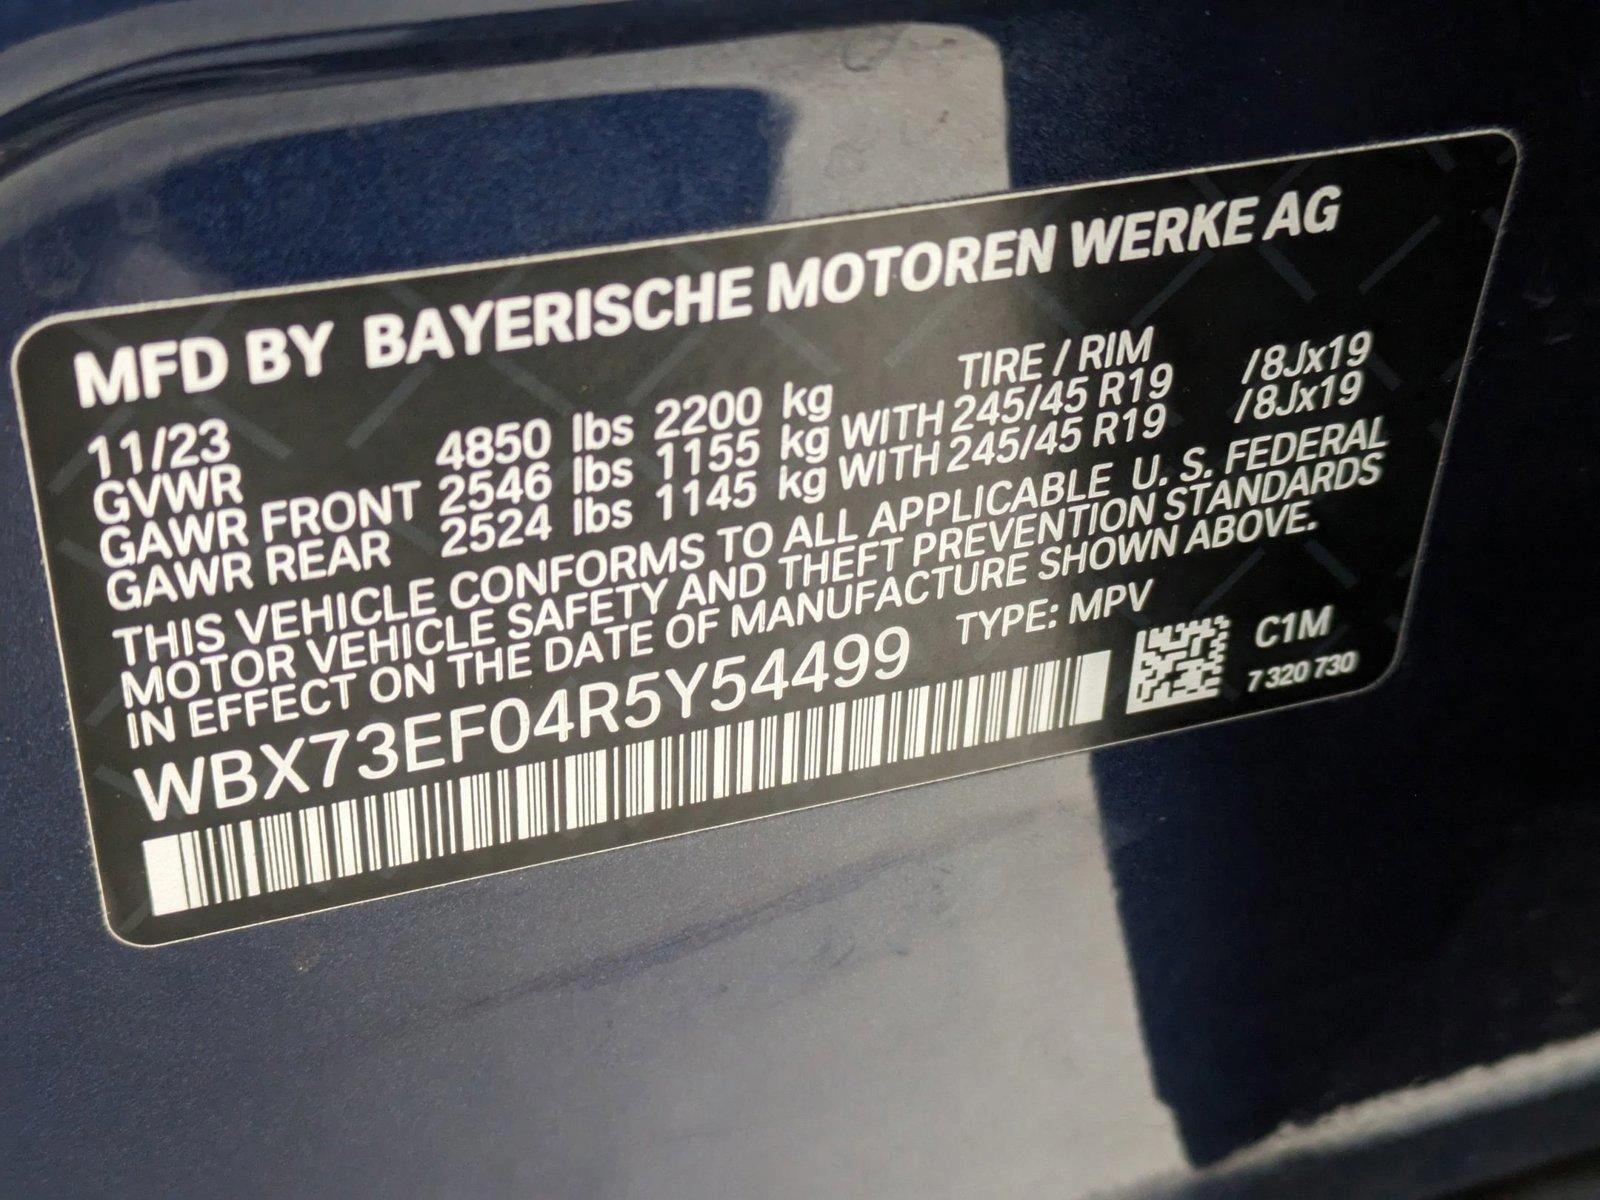 MFD BY BAYERISCHE MOTOREN WERKE AG
11/23 TIRE / RIM
GVWR 4850 lbs 2200 kg
GAWR FRONT 2546 lbs 1155 kg WITH 245/45 R19 /8Jx19
GAWR REAR 2524 lbs 1145 kg WITH 245/45 R19 /8Jx19
THIS VEHICLE CONFORMS TO ALL APPLICABLE U. S. FEDERAL
MOTOR VEHICLE SAFETY AND THEFT PREVENTION STANDARDS
IN EFFECT ON THE DATE OF MANUFACTURE SHOWN ABOVE.
WBX73EF04R5Y54499 TYPE: MPV
C1M
7 320 730